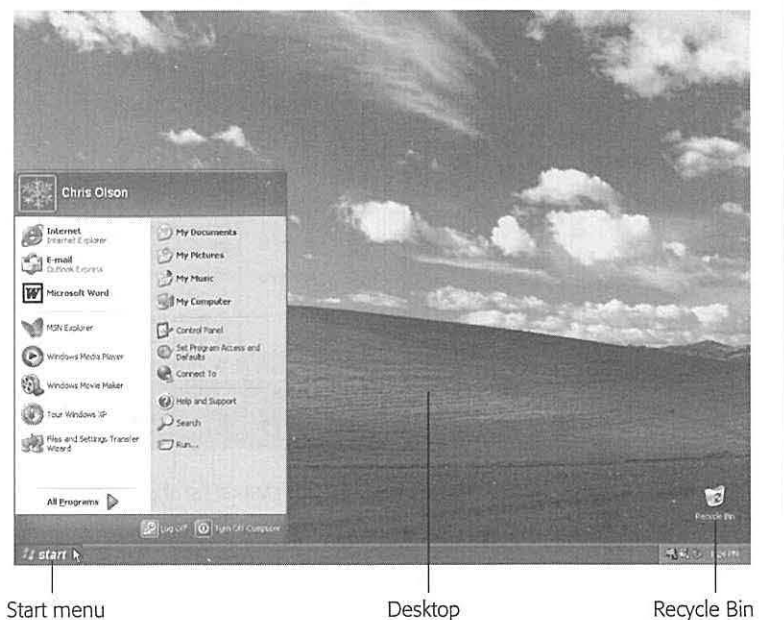 Chris Olson
Internet
Internet Explorer
E-mail
Outlook Express
Microsoft Word
MSN Explorer
Windows Media Player
Windows Movie Maker
Tour Windows XP
Files and Settings Transfer
Wizard
All Programs
My Documents
My Pictures
My Music
My Computer
Control Panel
Set Program Access and
Defaults
Connect To
Help and Support
Search
Run...
Log Off
Turn Off Computer
Recycle Bin
start
Start menu
Desktop
Recycle Bin